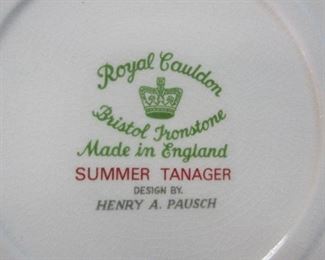 Royal Cauldon
Bristol Ironstone
Made in England
SUMMER TANAGER
DESIGN BY.
HENRY A. PAUSCH